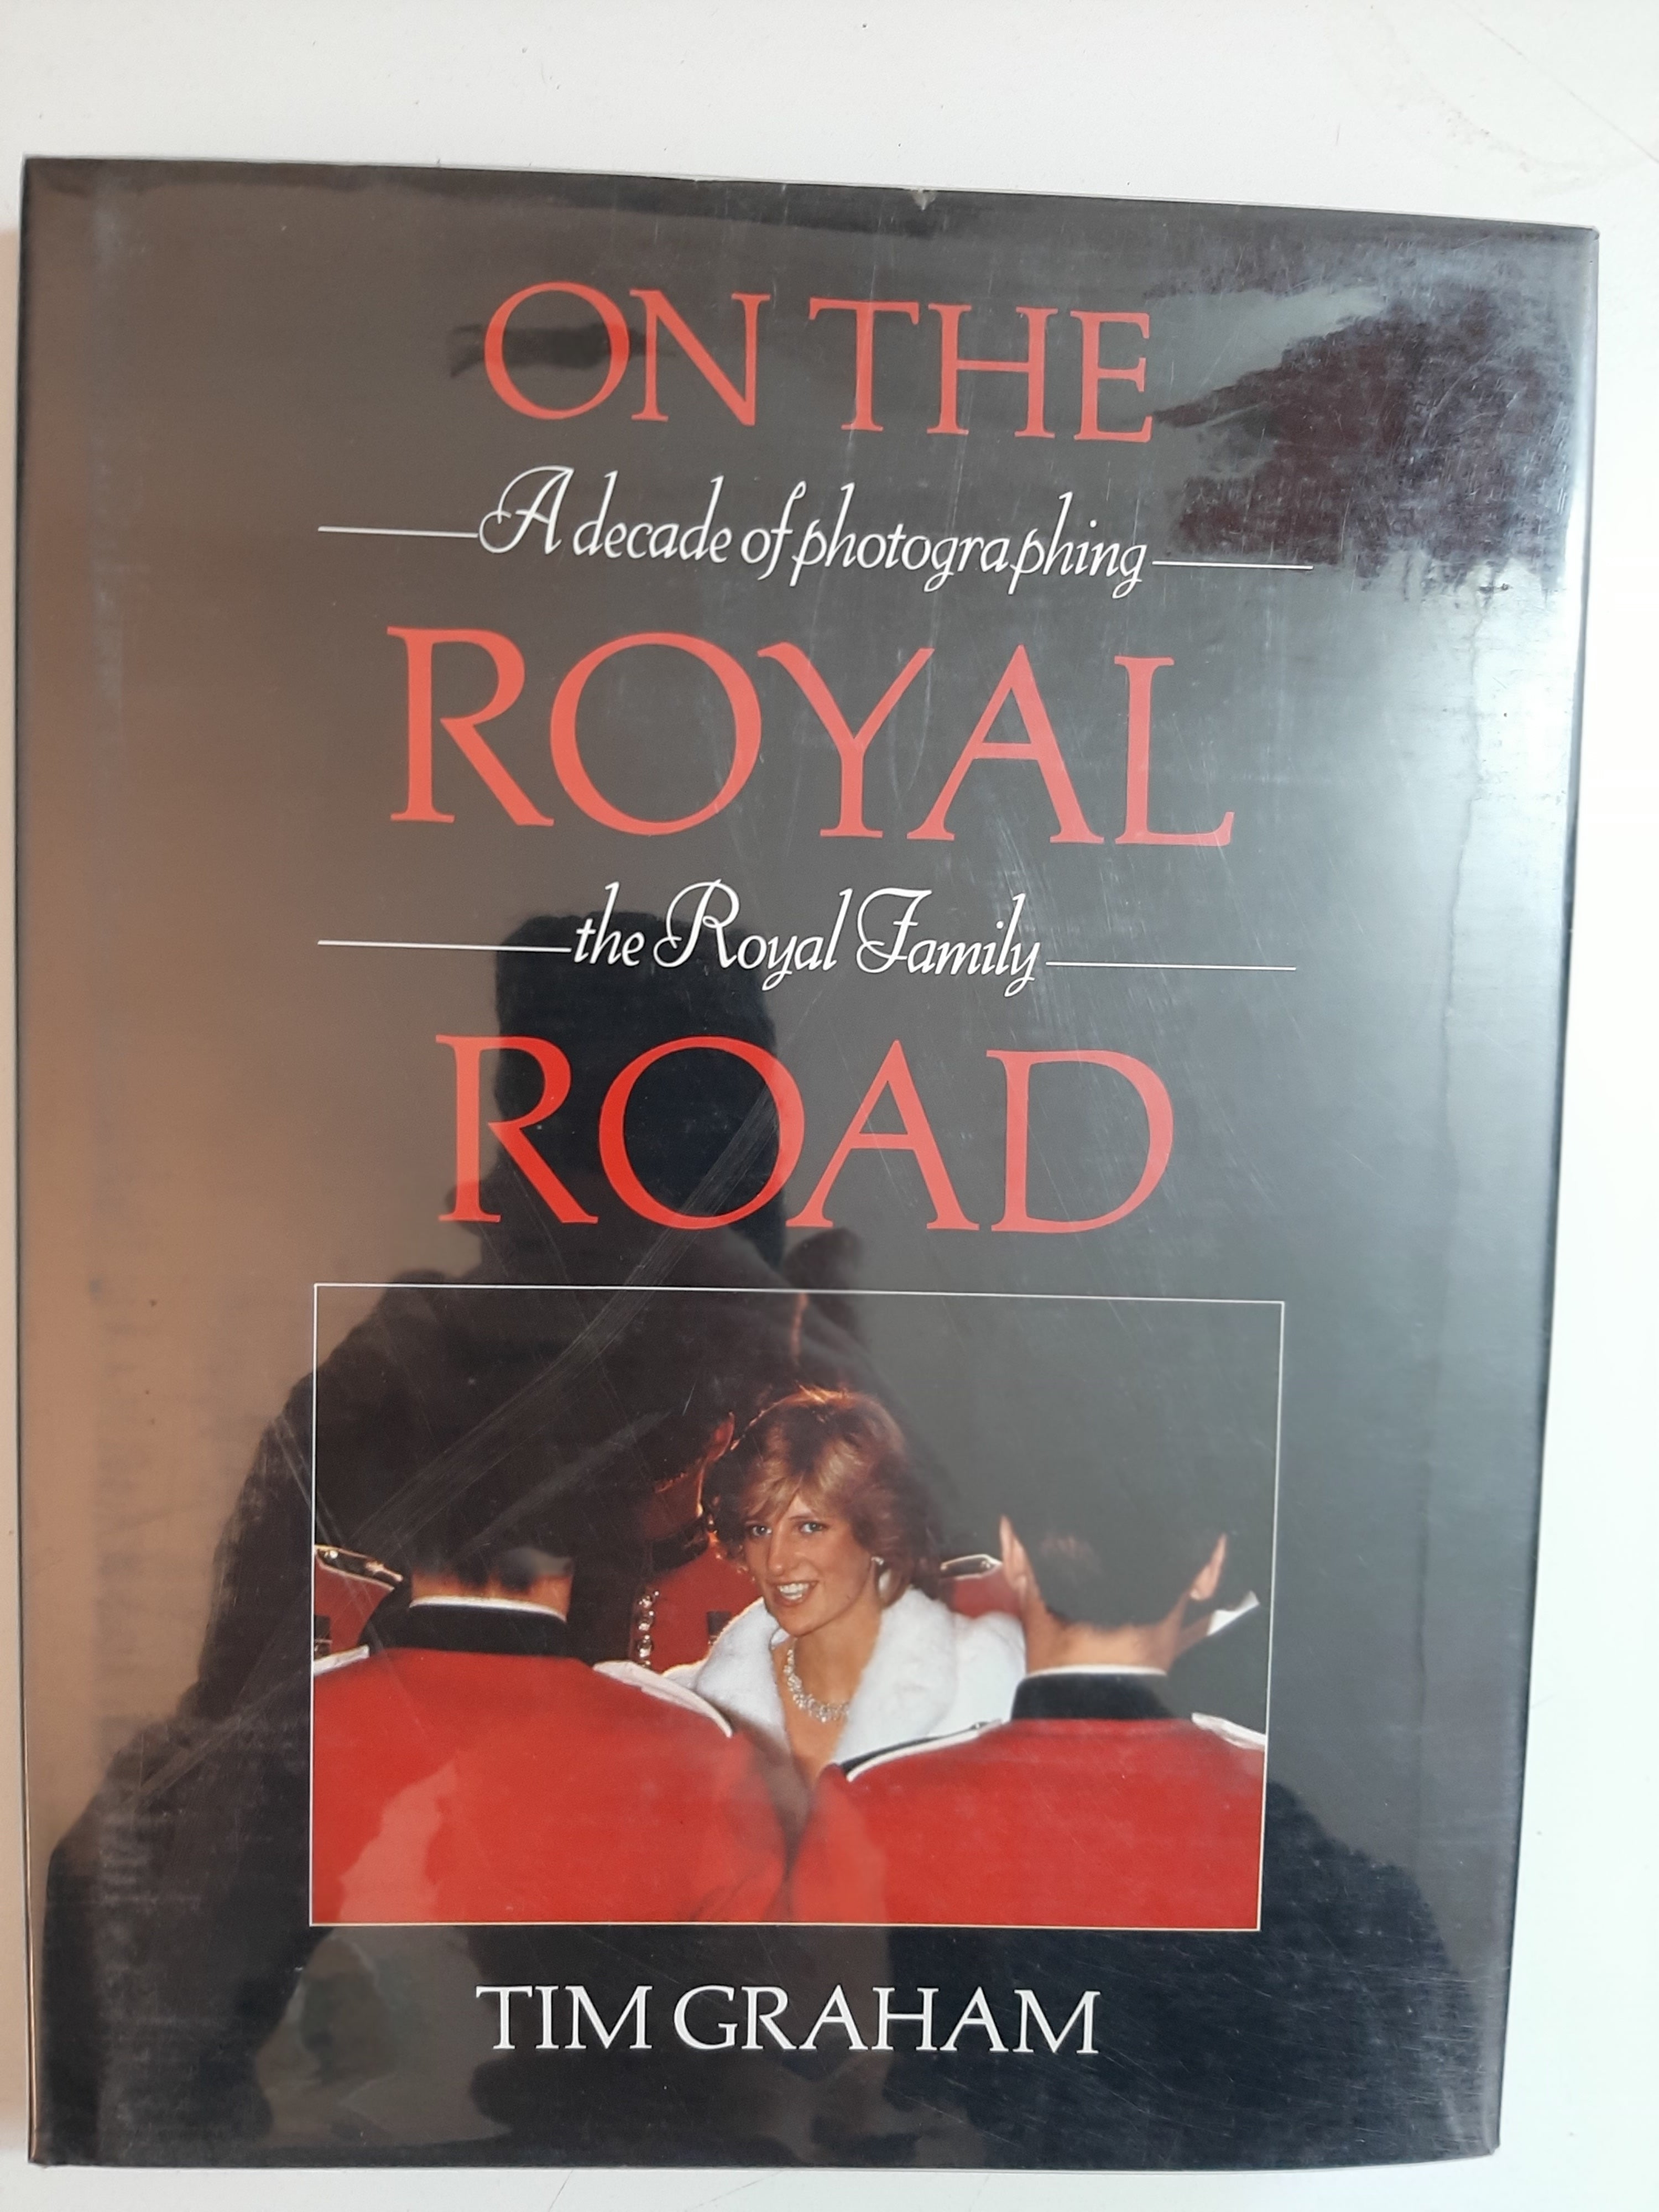 ON THE
A decade of photographing
ROYAL
the Royal Family
ROAD
TIM GRAHAM